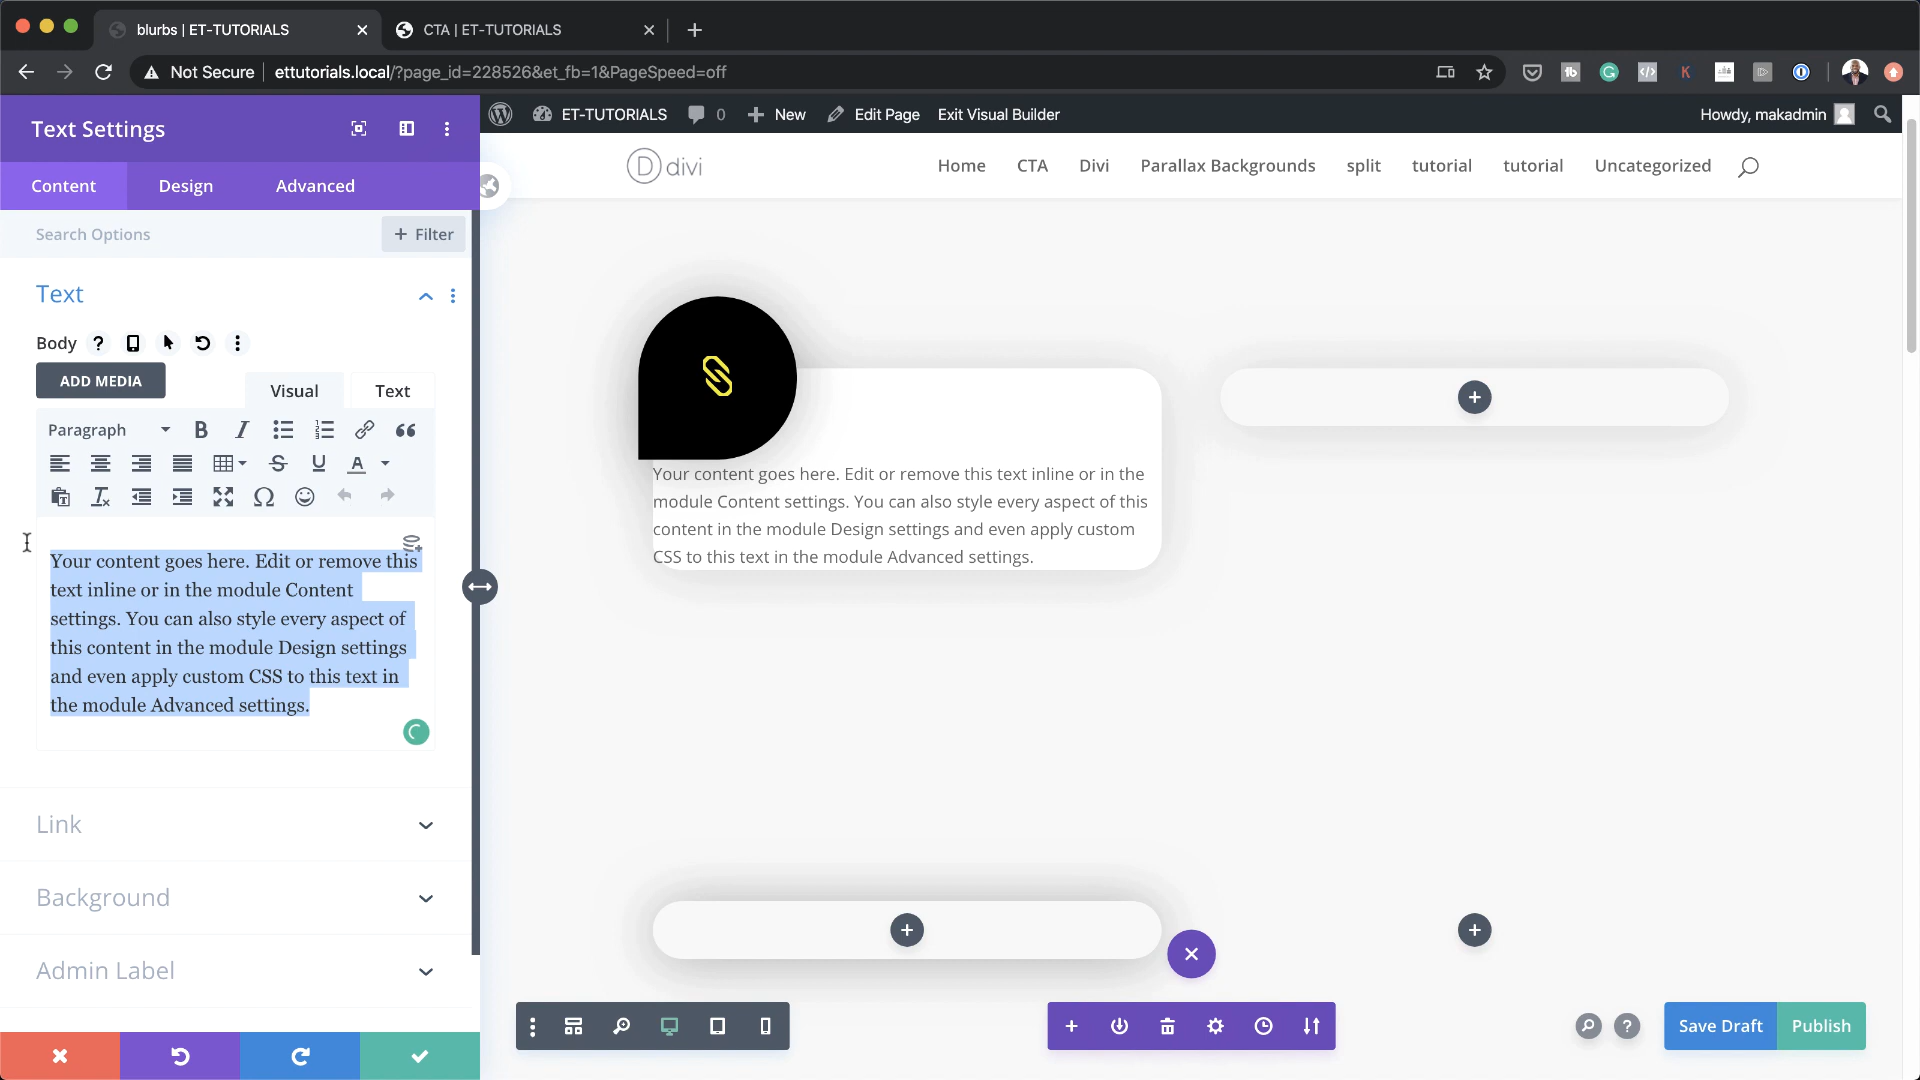 blurbs | ET-TUTORIALS
CTA | ET-TUTORIALS
Not Secure
ettutorials.local/?page_id=228526&et_fb=1&PageSpeed=off
Text Settings
ET-TUTORIALS
0
New
Edit Page
Exit Visual Builder
Howdy, makadmin
Content
Design
Advanced
divi
Home
CTA
Divi
Parallax Backgrounds
split
tutorial
tutorial
Uncategorized
Search Options
+ Filter
Text
Body
ADD MEDIA
Visual
Text
Paragraph
Your content goes here. Edit or remove this
text inline or in the module Content
settings. You can also style every aspect of
this content in the module Design settings
and even apply custom CSS to this text in
the module Advanced settings.
Your content goes here. Edit or remove this text inline or in the
module Content settings. You can also style every aspect of this
content in the module Design settings and even apply custom
CSS to this text in the module Advanced settings.
Link
Background
Admin Label
Save Draft
Publish